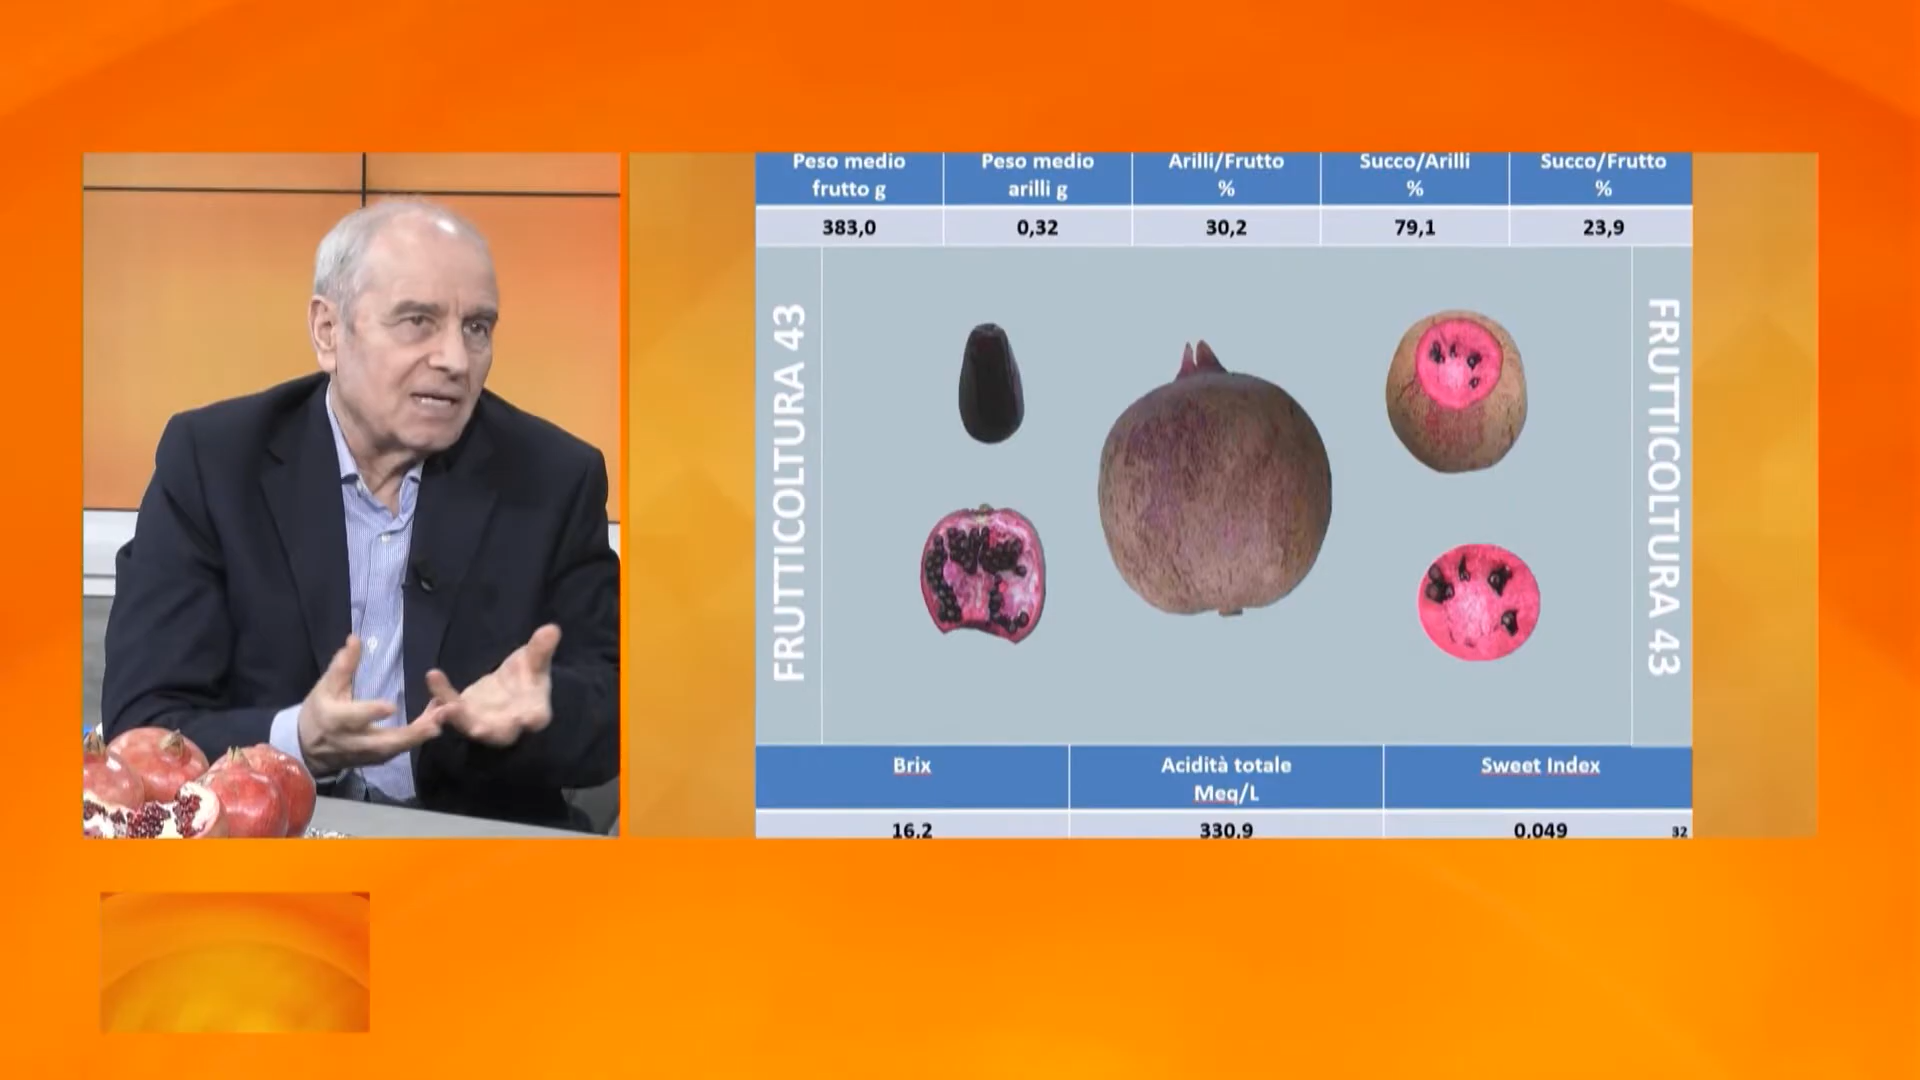 Peso medio
frutto g
Peso medio
arilli g
Arilli/Frutto
%
Succo/Arilli
%
Succo/Frutto
%
383,0
0,32
30,2
79,1
23,9
FRUTTICOLTURA 43
FRUTTICOLTURA 43
Brix
Acidità totale
Meq/L
Sweet Index
16,2
330,9
0,049
32